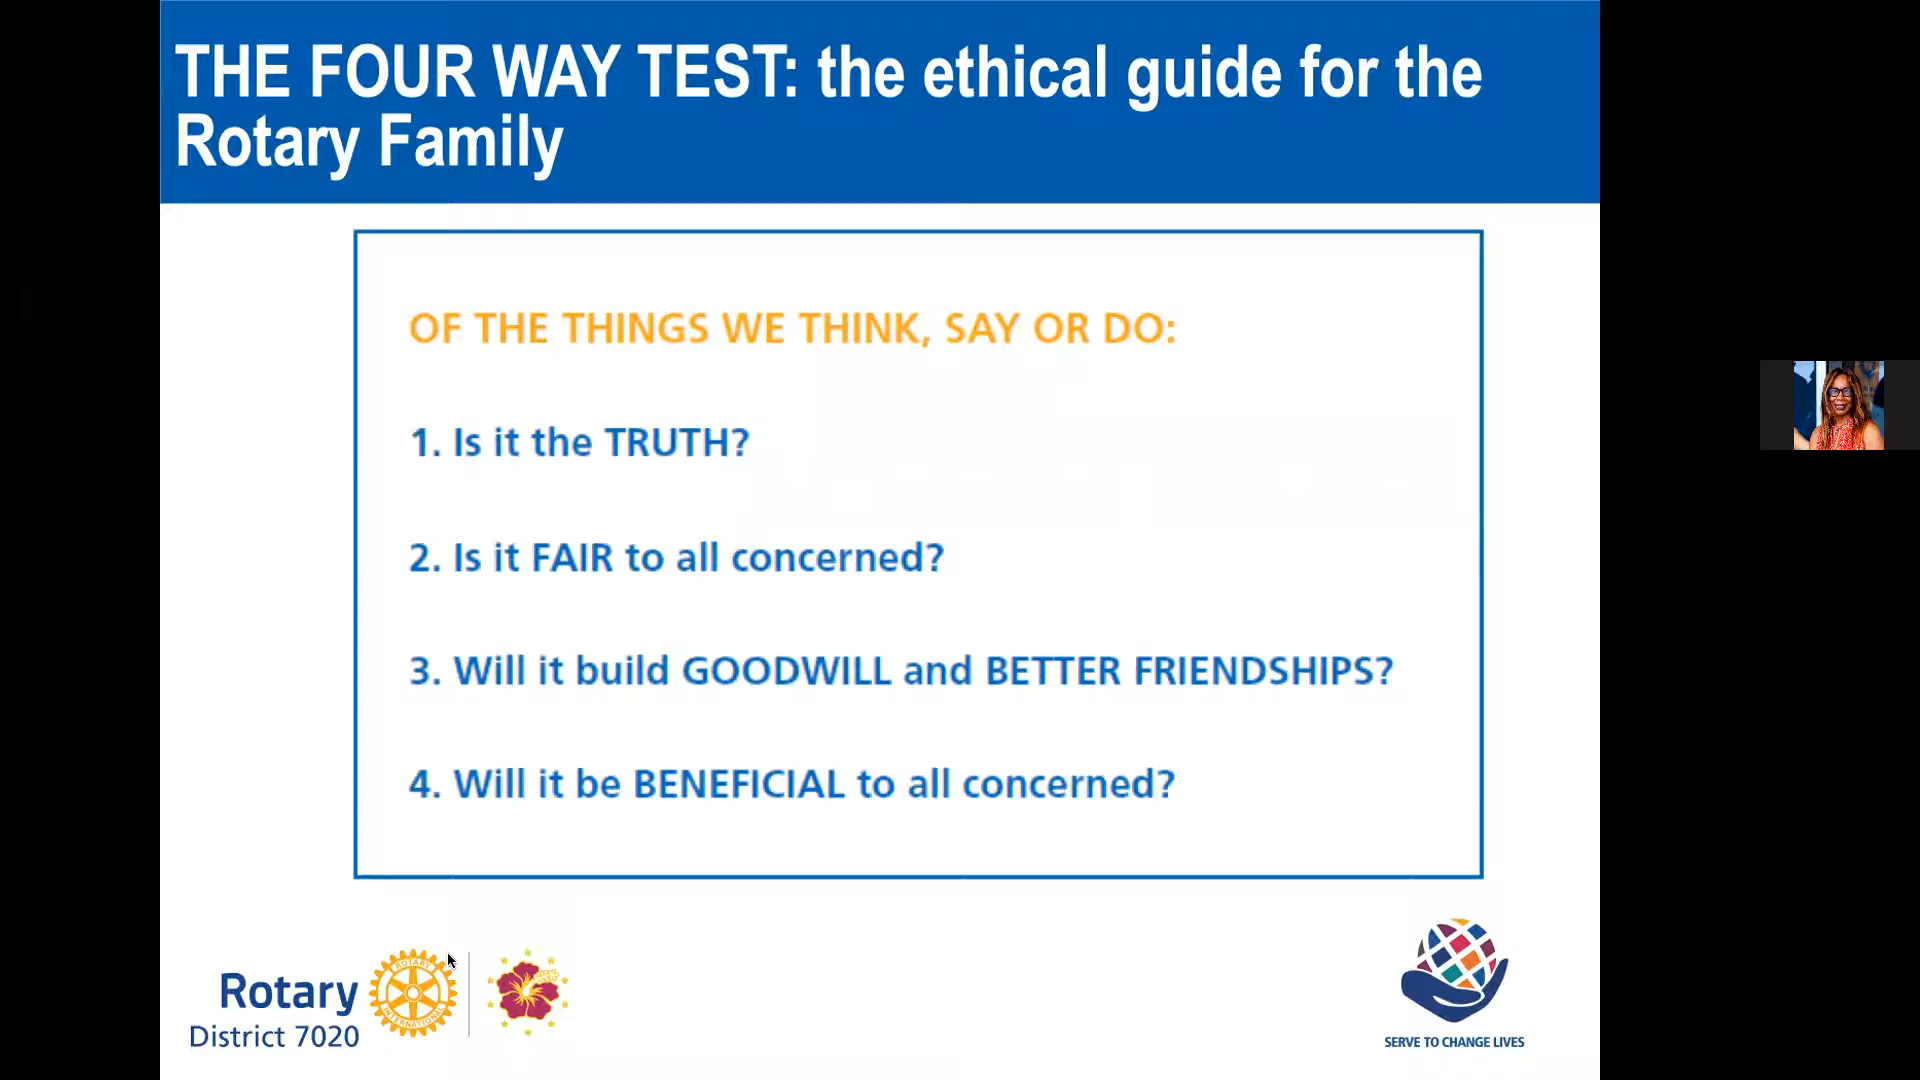 THE FOUR WAY TEST: the ethical guide for the
Rotary Family
OF THE THINGS WE THINK, SAY OR DO:
1. Is it the TRUTH?
2. Is it FAIR to all concerned?
3. Will it build GOODWILL and BETTER FRIENDSHIPS?
4. Will it be BENEFICIAL to all concerned?
Rotary
ROTARY
INTERNATIONAL
District 7020
SERVE TO CHANGE LIVES